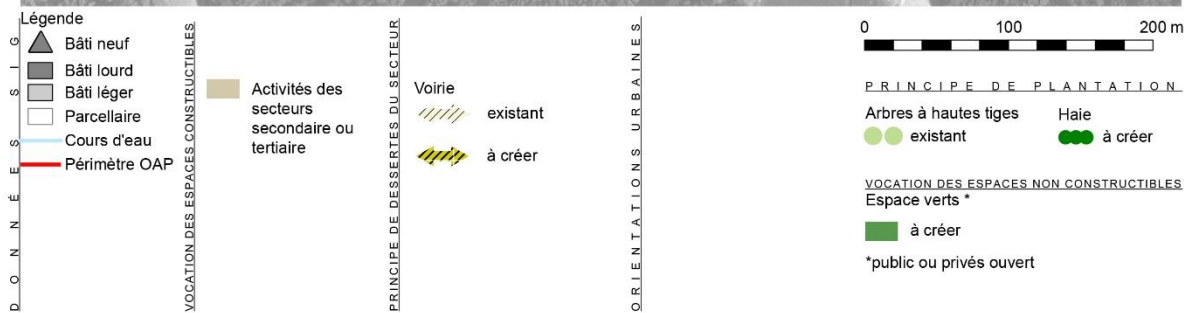 Légende
DONNÉES SIG
Bâti neuf
Bâti lourd
Bâti léger
Parcellaire
Cours d'eau
Périmètre OAP
VOCATION DES ESPACES CONSTRUCTIBLES
Activités des
secteurs
secondaire ou
tertiaire
PRINCIPE DE DESSERTES DU SECTEUR
Voirie
existant
à créer
ORIENTATIONS URBAINES
0 100 200 m
PRINCIPE DE PLANTATION
Arbres à hautes tiges
existant
Haie
à créer
VOCATION DES ESPACES NON CONSTRUCTIBLES
Espace verts *
à créer
*public ou privés ouvert